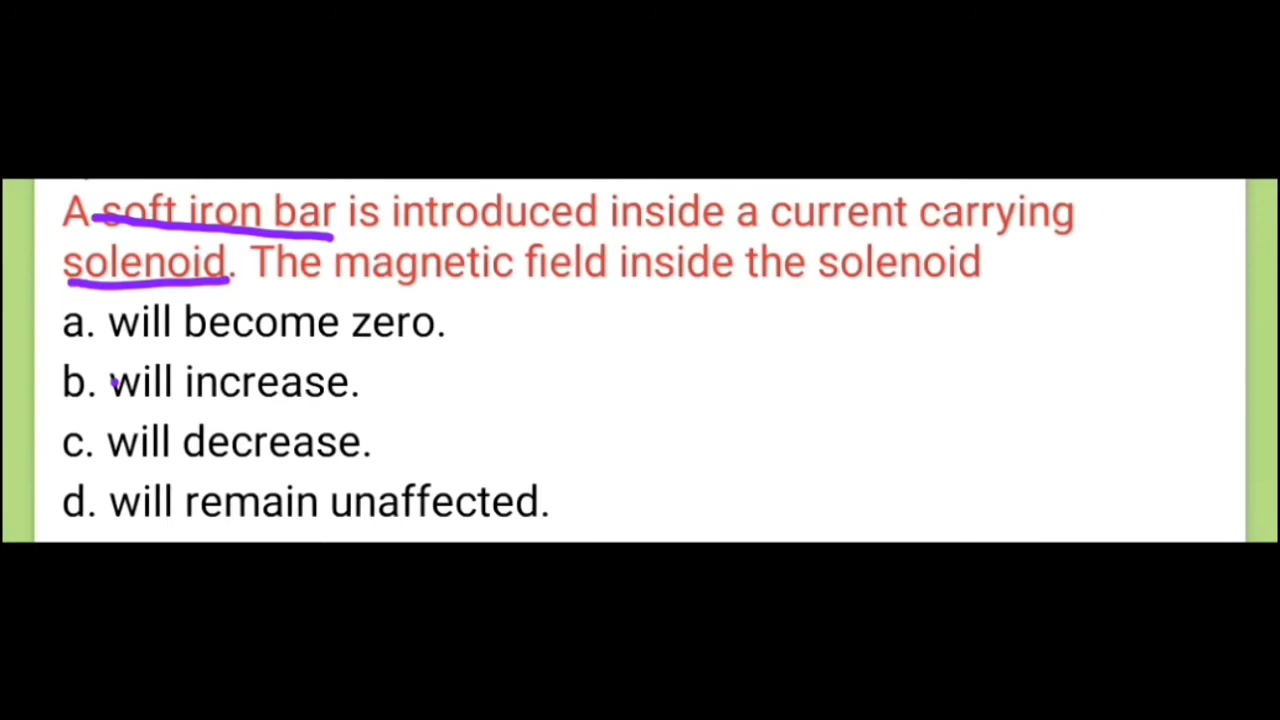 A soft iron bar is introduced inside a current carrying
solenoid. The magnetic field inside the solenoid
a. will become zero.
b. will increase.
c. will decrease.
d. will remain unaffected.